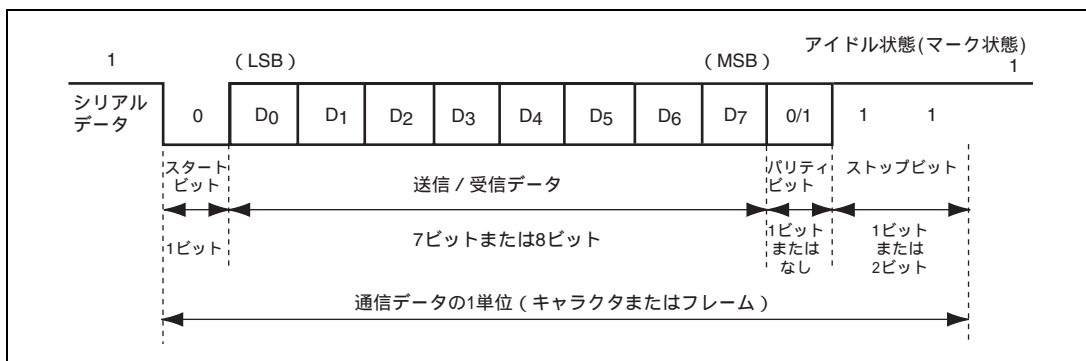 アイドル状態(マーク状態)
1 (LSB) (MSB) 1
シリアル
データ
0 D0 D1 D2 D3 D4 D5 D6 D7 0/1 1 1
スタート
ビット
送信 / 受信データ
パリティ
ビット
ストップビット
1ビット
7ビットまたは8ビット
1ビット
または
なし
1ビット
または
2ビット
通信データの1単位(キャラクタまたはフレーム)